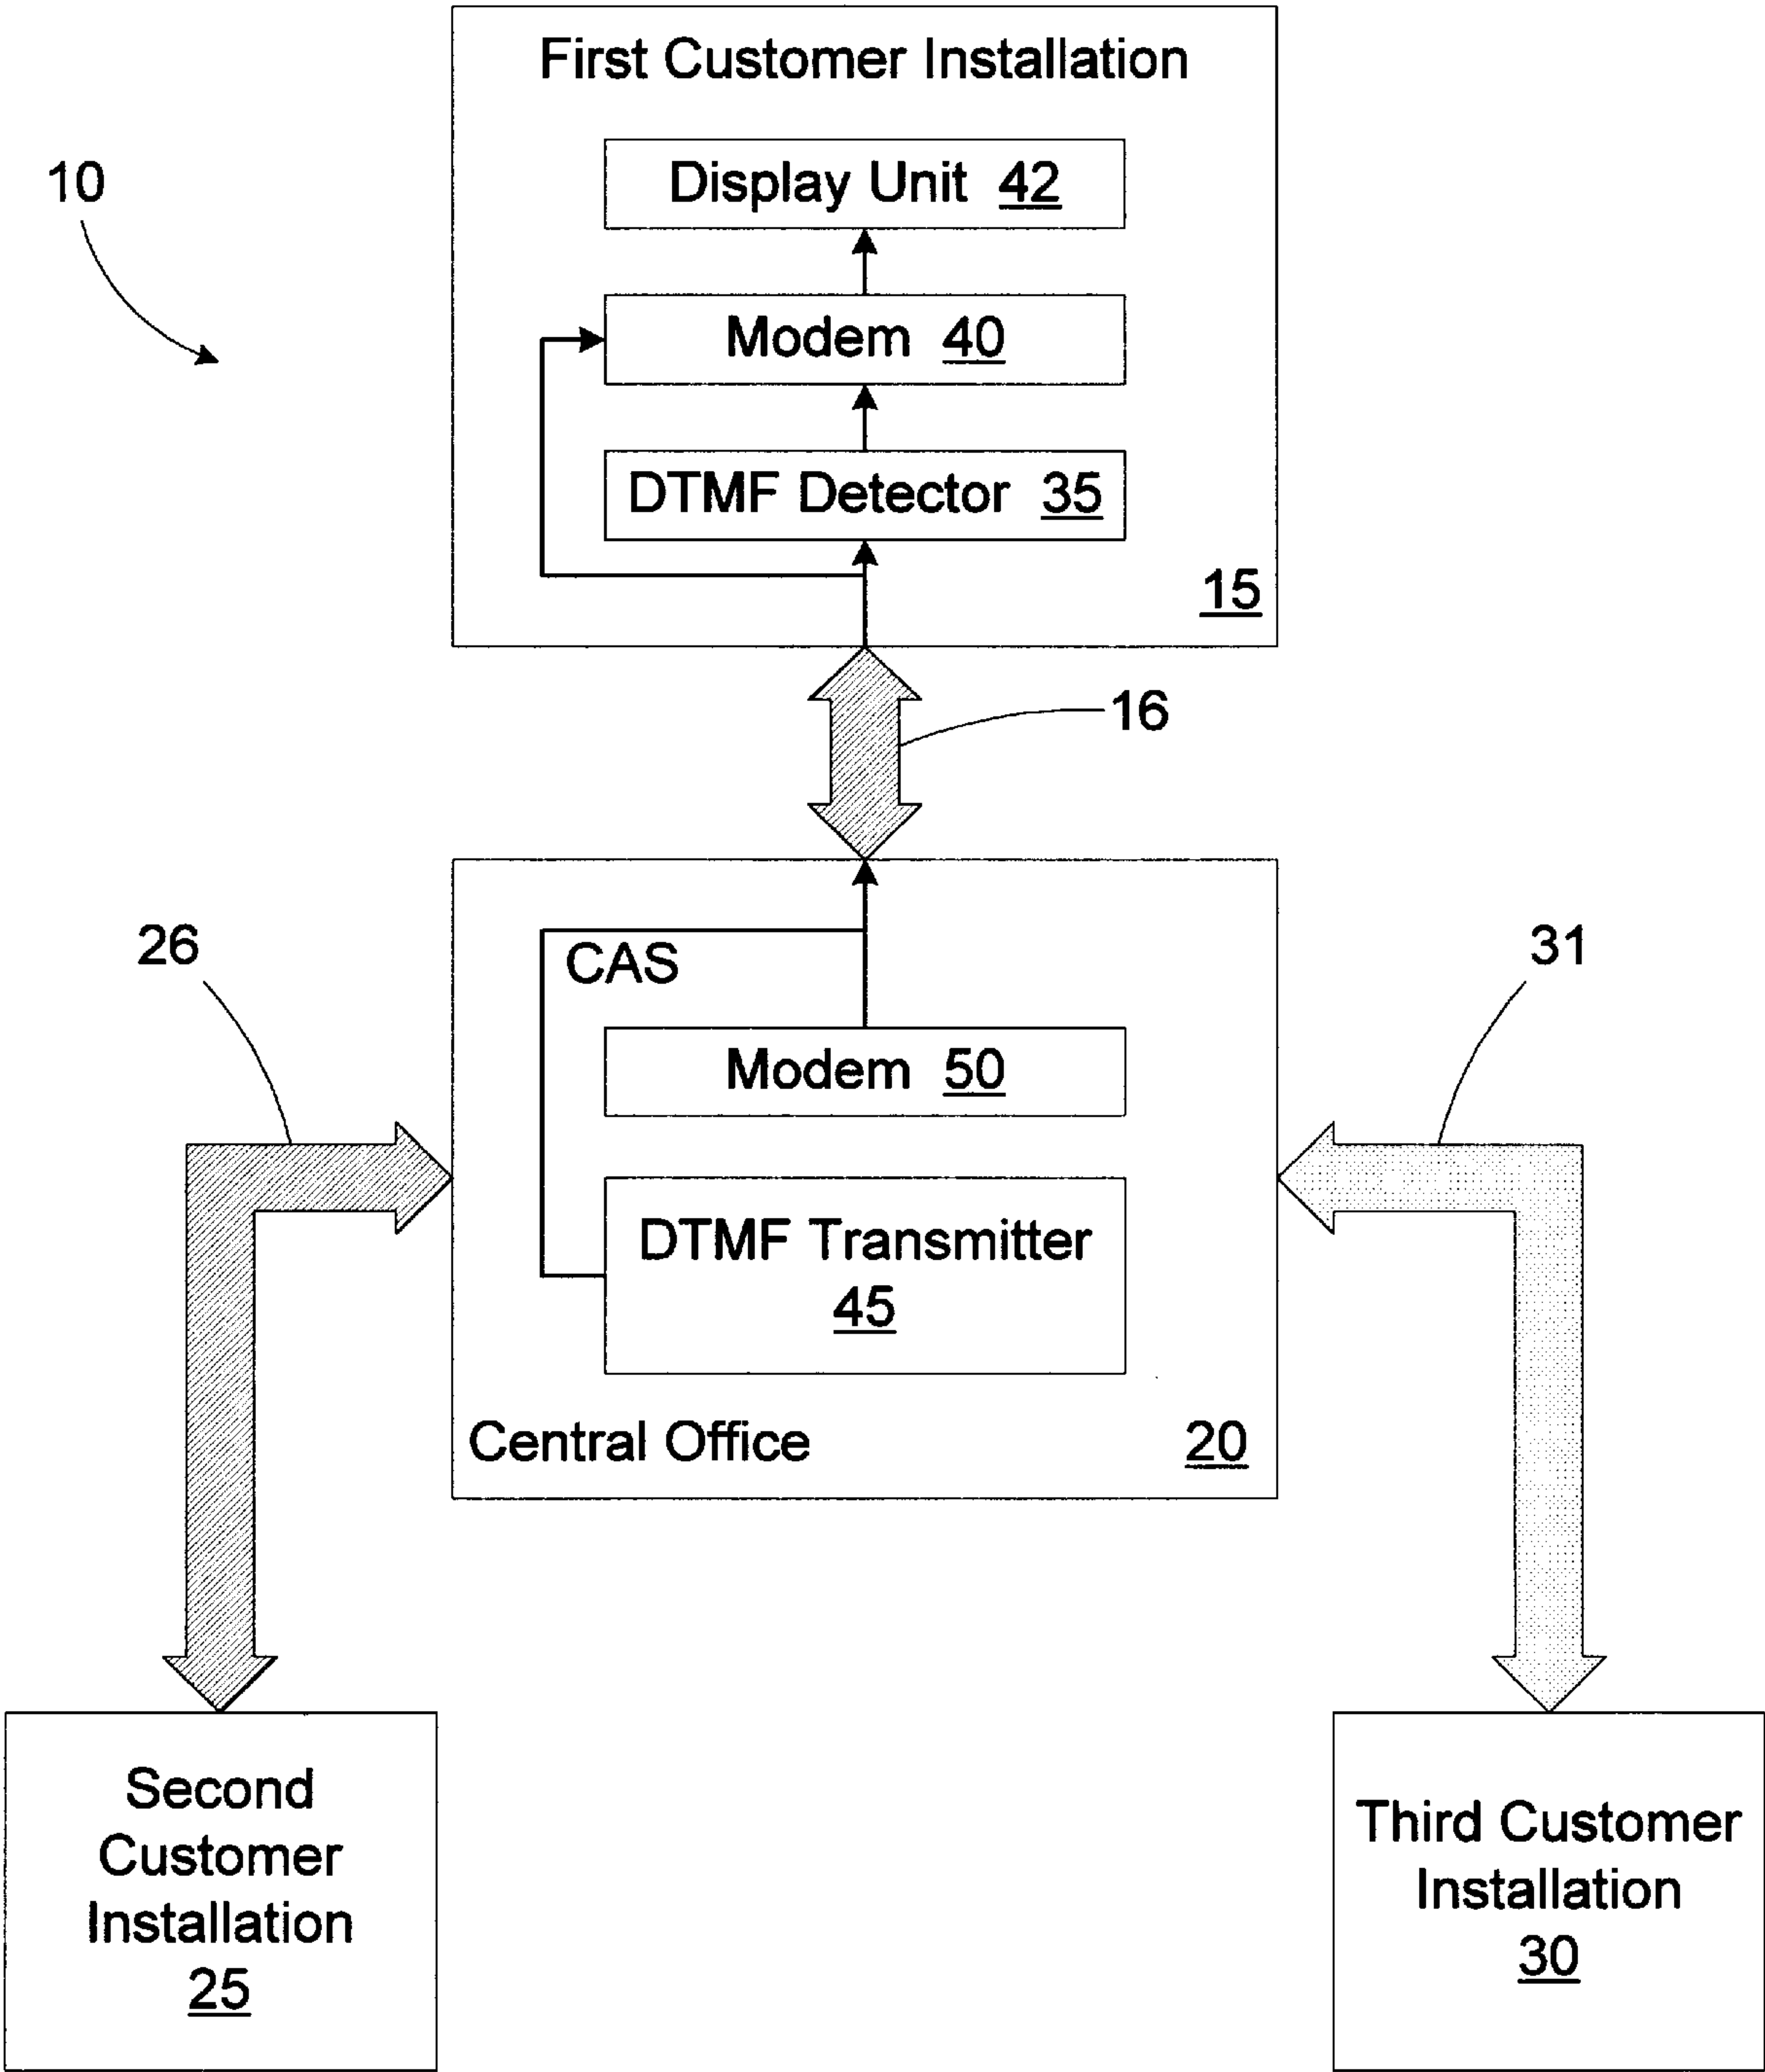 First Customer Installation
10
Display Unit 42
Modem 40
DTMF Detector 35
15
16
26
CAS
31
Modem 50
DTMF Transmitter
45
Central Office 20
Second
Customer
Installation
25
Third Customer
Installation
30